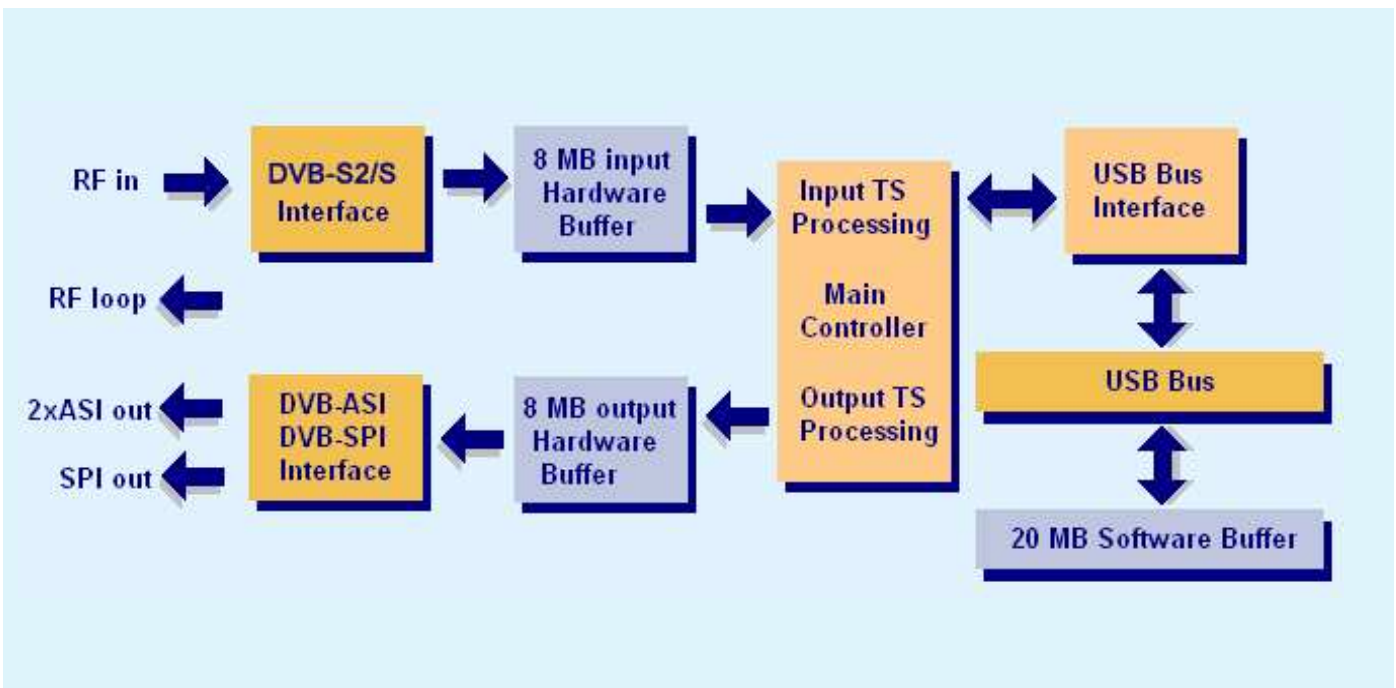 RF in
DVB-S2/S
Interface
8 MB input
Hardware
Buffer
Input TS
Processing
Main
Controller
Output TS
Processing
USB Bus
Interface
RF loop
2xASI out
SPI out
DVB-ASI
DVB-SPI
Interface
8 MB output
Hardware
Buffer
USB Bus
20 MB Software Buffer